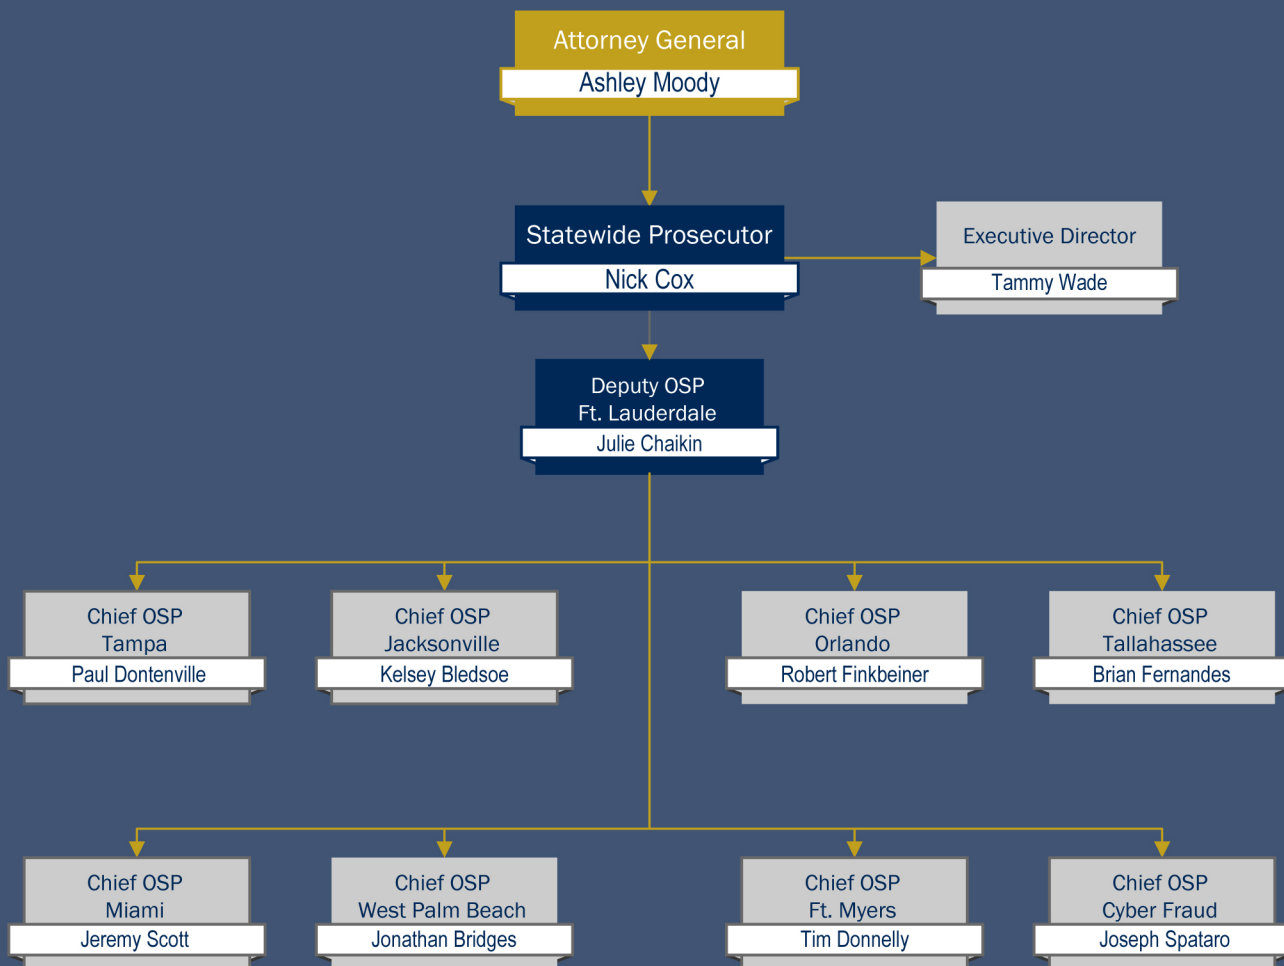 Attorney General
Ashley Moody
Statewide Prosecutor
Nick Cox
Executive Director
Tammy Wade
Deputy OSP
Ft. Lauderdale
Julie Chaikin
Chief OSP
Tampa
Paul Dontenville
Chief OSP
Jacksonville
Kelsey Bledsoe
Chief OSP
Orlando
Robert Finkbeiner
Chief OSP
Tallahassee
Brian Fernandes
Chief OSP
Miami
Jeremy Scott
Chief OSP
West Palm Beach
Jonathan Bridges
Chief OSP
Ft. Myers
Tim Donnelly
Chief OSP
Cyber Fraud
Joseph Spataro